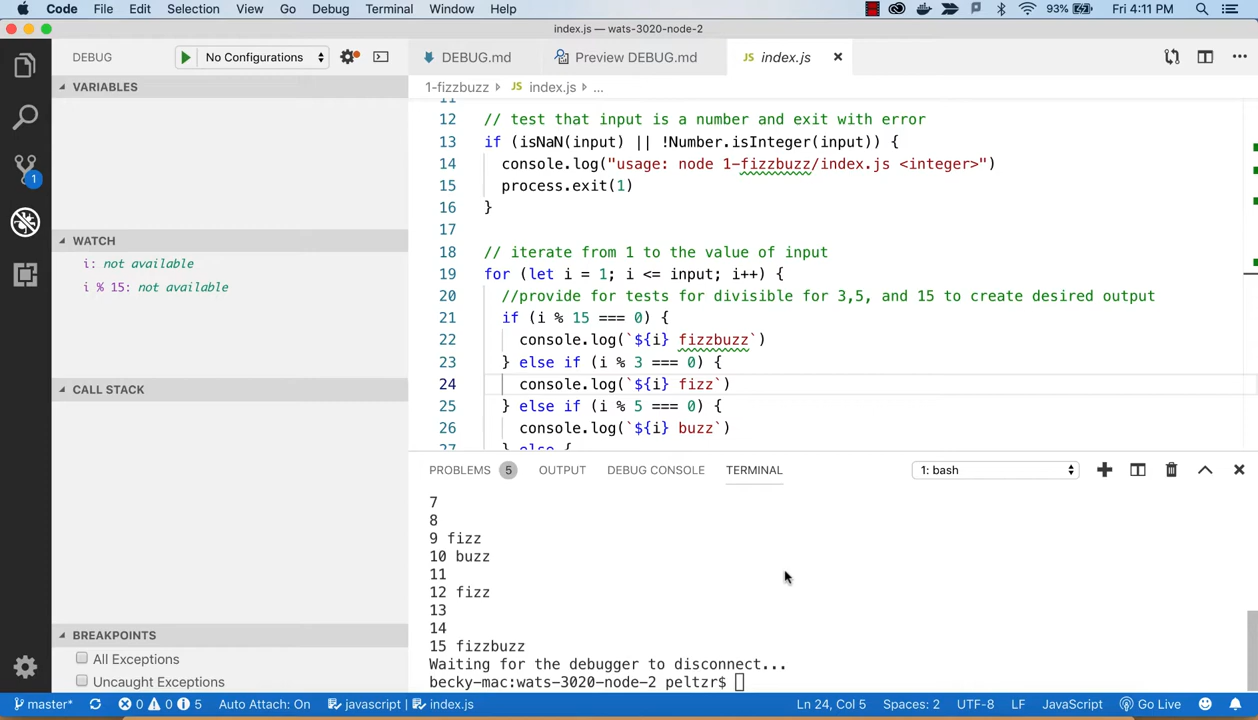 Code File Edit Selection View Go Debug Terminal Window Help 93% Fri 4:11 PM
index.js — wats-3020-node-2
DEBUG No Configurations
DEBUG.md Preview DEBUG.md JS index.js
1-fizzbuzz JS index.js ...
VARIABLES
WATCH
i: not available
i % 15: not available
CALL STACK
BREAKPOINTS
All Exceptions
Uncaught Exceptions
1
11
12 // test that input is a number and exit with error
13 if (isNaN(input) || !Number.isInteger(input)) {
14 console.log("usage: node 1-fizzbuzz/index.js <integer>")
15 process.exit(1)
16 }
17
18 // iterate from 1 to the value of input
19 for (let i = 1; i <= input; i++) {
20 //provide for tests for divisible for 3,5, and 15 to create desired output
21 if (i % 15 === 0) {
22 console.log(`${i} fizzbuzz`)
23 } else if (i % 3 === 0) {
24 console.log(`${i} fizz`)
25 } else if (i % 5 === 0) {
26 console.log(`${i} buzz`)
27 } else {
PROBLEMS 5 OUTPUT DEBUG CONSOLE TERMINAL 1: bash
7
8
9 fizz
10 buzz
11
12 fizz
13
14
15 fizzbuzz
Waiting for the debugger to disconnect...
becky-mac:wats-3020-node-2 peltzr$
master* 0 0 5 Auto Attach: On javascript | index.js Ln 24, Col 5 Spaces: 2 UTF-8 LF JavaScript Go Live